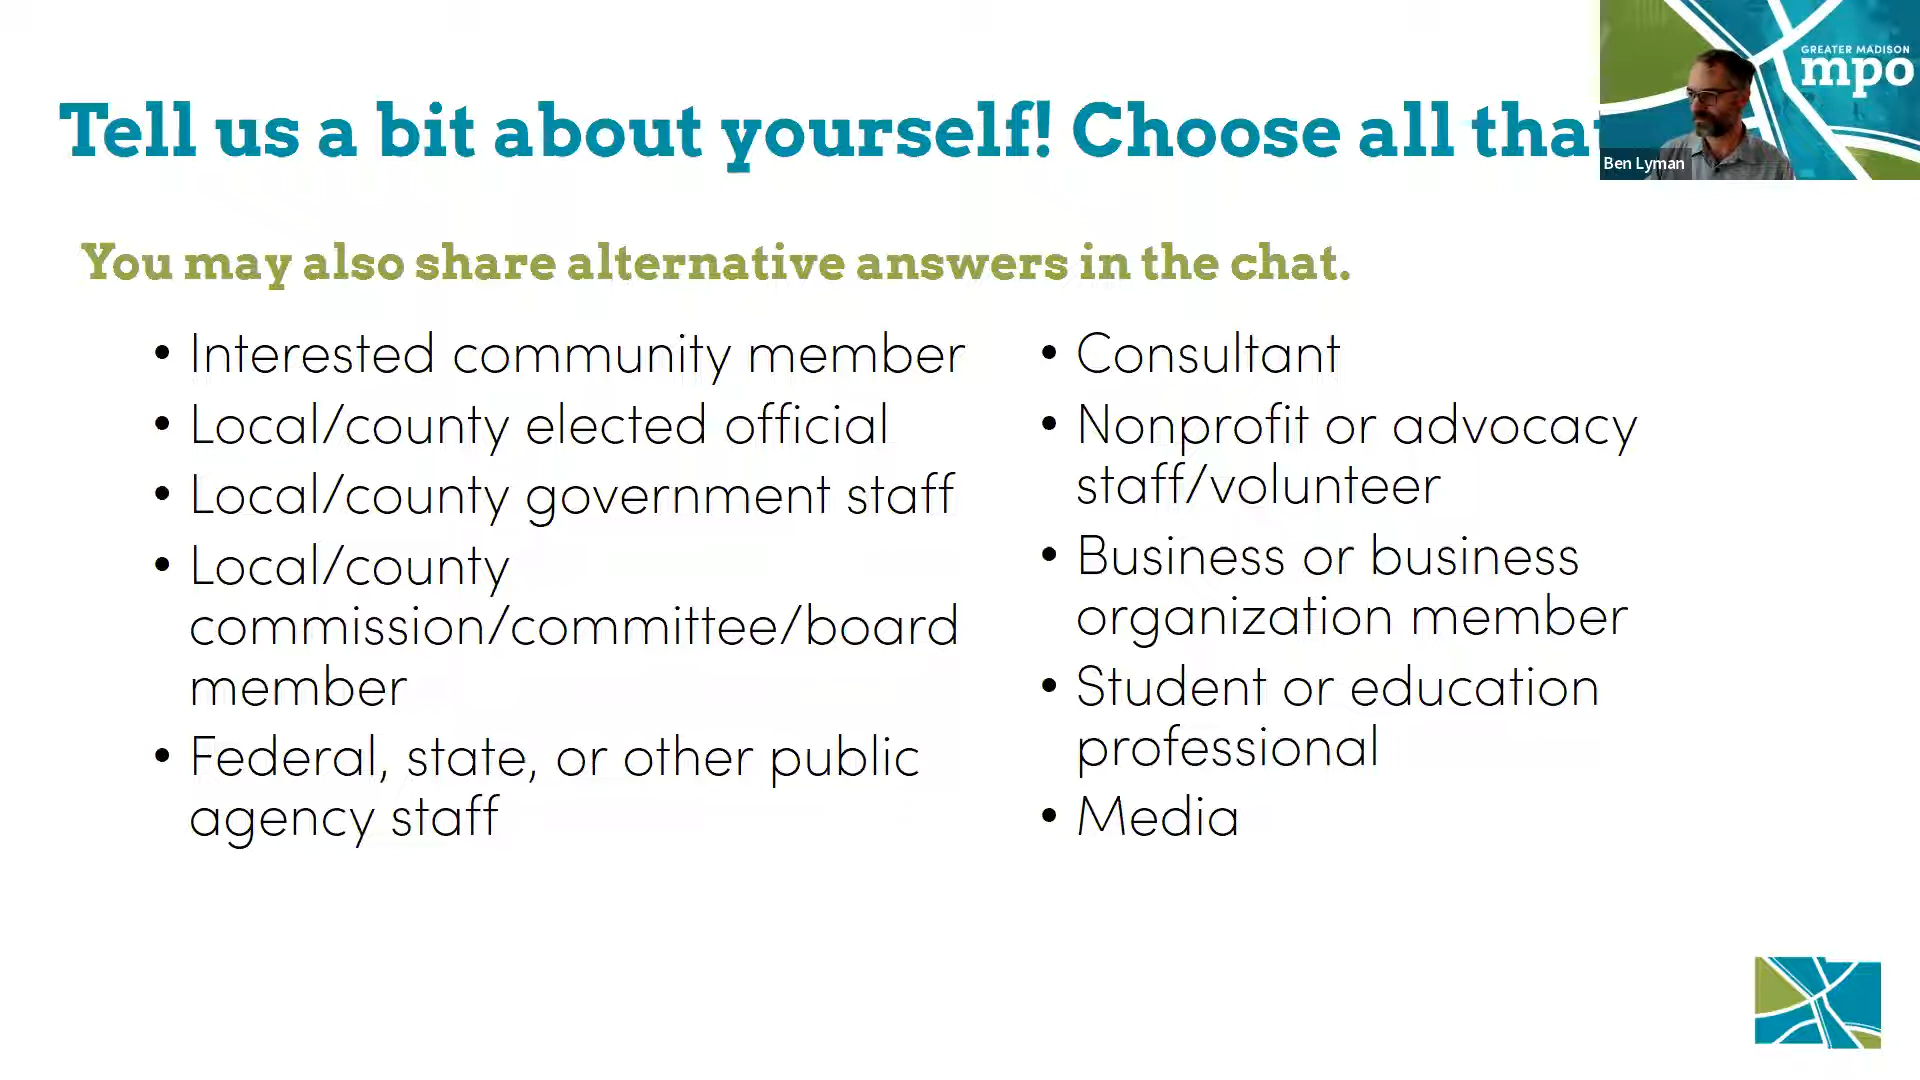 Tell us a bit about yourself! Choose all that
GREATER MADISON
mpo
Ben Lyman
You may also share alternative answers in the chat.
• Interested community member
• Local/county elected official
• Local/county government staff
• Local/county
commission/committee/board
member
• Federal, state, or other public
agency staff
• Consultant
• Nonprofit or advocacy
staff/volunteer
• Business or business
organization member
• Student or education
professional
• Media